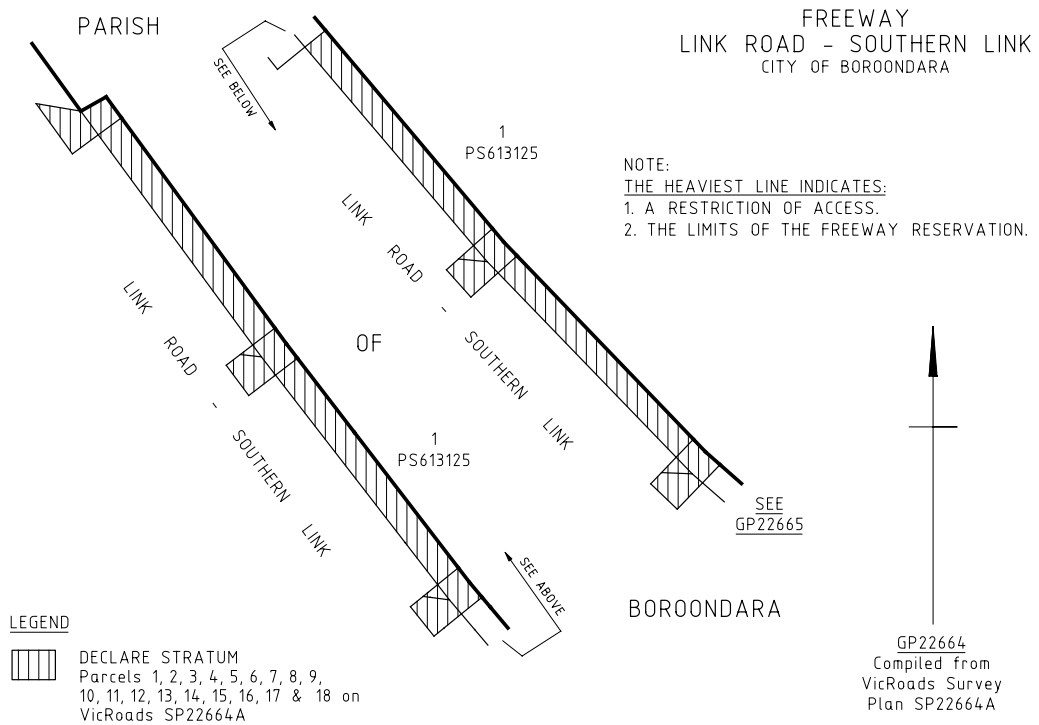 PARISH
FREEWAY
LINK ROAD - SOUTHERN LINK
CITY OF BOROONDARA
SEE BELOW
1
PS613125
NOTE:
THE HEAVIEST LINE INDICATES:
1. A RESTRICTION OF ACCESS.
2. THE LIMITS OF THE FREEWAY RESERVATION.
LINK ROAD - SOUTHERN LINK
LINK ROAD - SOUTHERN LINK
OF
1
PS613125
SEE
GP22665
SEE ABOVE
BOROONDARA
LEGEND
DECLARE STRATUM
Parcels 1, 2, 3, 4, 5, 6, 7, 8, 9,
10, 11, 12, 13, 14, 15, 16, 17 & 18 on
VicRoads SP22664A
GP22664
Compiled from
VicRoads Survey
Plan SP22664A